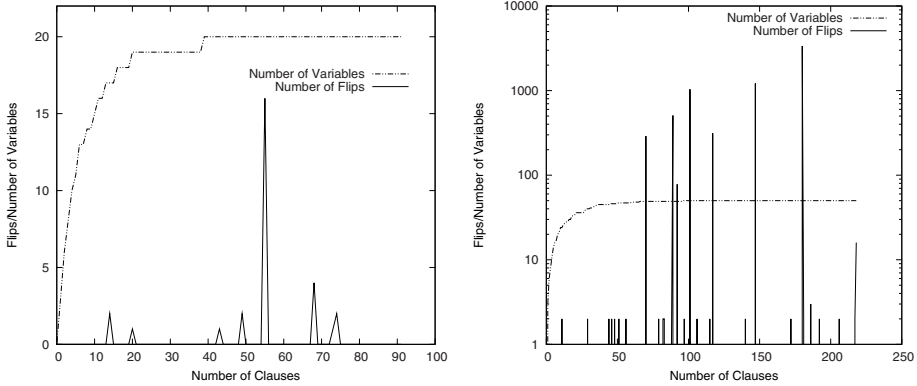 20
15
10
5
0
Flips/Number of Variables
Number of Variables
Number of Flips
0 10 20 30 40 50 60 70 80 90 100
Number of Clauses
10000
1000
100
10
1
Flips/Number of Variables
Number of Variables
Number of Flips
0 50 100 150 200 250
Number of Clauses